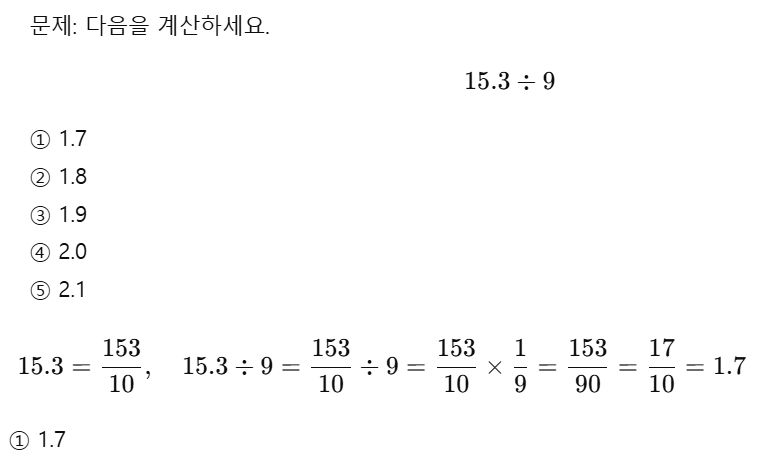 문제: 다음을 계산하세요.
15.3 ÷ 9
① 1.7
② 1.8
③ 1.9
④ 2.0
⑤ 2.1
15.3 = 153/10, 15.3 ÷ 9 = 153/10 ÷ 9 = 153/10 × 1/9 = 153/90 = 17/10 = 1.7
① 1.7